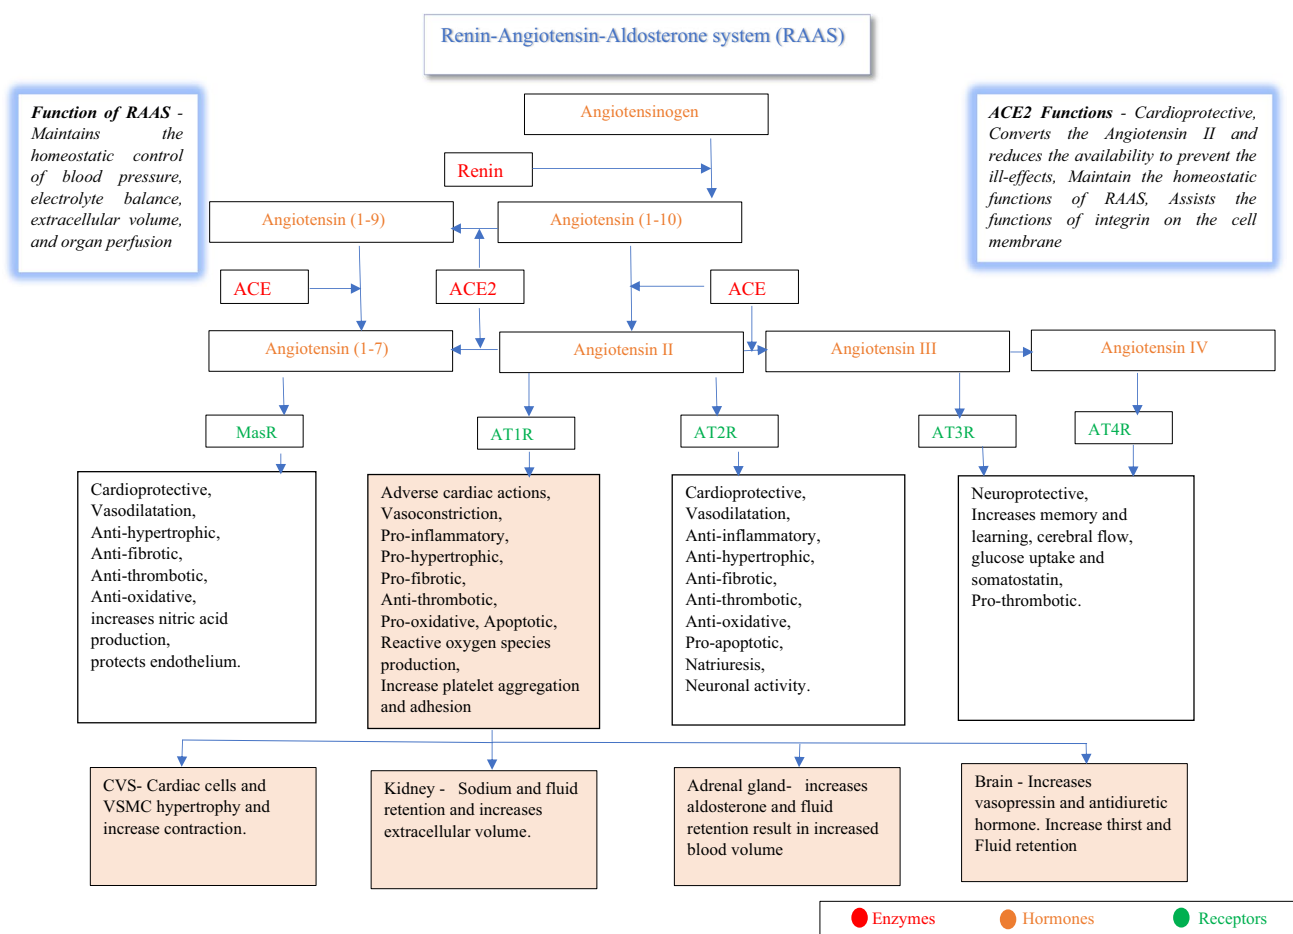 Renin-Angiotensin-Aldosterone system (RAAS)
Function of RAAS -
Maintains the
homeostatic control
of blood pressure,
electrolyte balance,
extracellular volume,
and organ perfusion
Angiotensinogen
ACE2 Functions - Cardioprotective,
Converts the Angiotensin II and
reduces the availability to prevent the
ill-effects, Maintain the homeostatic
functions of RAAS, Assists the
functions of integrin on the cell
membrane
Renin
Angiotensin (1-9)
Angiotensin (1-10)
ACE
ACE2
ACE
Angiotensin (1-7)
Angiotensin II
Angiotensin III
Angiotensin IV
MasR
AT1R
AT2R
AT3R
AT4R
Cardioprotective,
Vasodilatation,
Anti-hypertrophic,
Anti-fibrotic,
Anti-thrombotic,
Anti-oxidative,
increases nitric acid
production,
protects endothelium.
Adverse cardiac actions,
Vasoconstriction,
Pro-inflammatory,
Pro-hypertrophic,
Pro-fibrotic,
Anti-thrombotic,
Pro-oxidative, Apoptotic,
Reactive oxygen species
production,
Increase platelet aggregation
and adhesion
Cardioprotective,
Vasodilatation,
Anti-inflammatory,
Anti-hypertrophic,
Anti-fibrotic,
Anti-thrombotic,
Anti-oxidative,
Pro-apoptotic,
Natriuresis,
Neuronal activity.
Neuroprotective,
Increases memory and
learning, cerebral flow,
glucose uptake and
somatostatin,
Pro-thrombotic.
CVS- Cardiac cells and
VSMC hypertrophy and
increase contraction.
Kidney - Sodium and fluid
retention and increases
extracellular volume.
Adrenal gland- increases
aldosterone and fluid
retention result in increased
blood volume
Brain - Increases
vasopressin and antidiuretic
hormone. Increase thirst and
Fluid retention
Enzymes
Hormones
Receptors